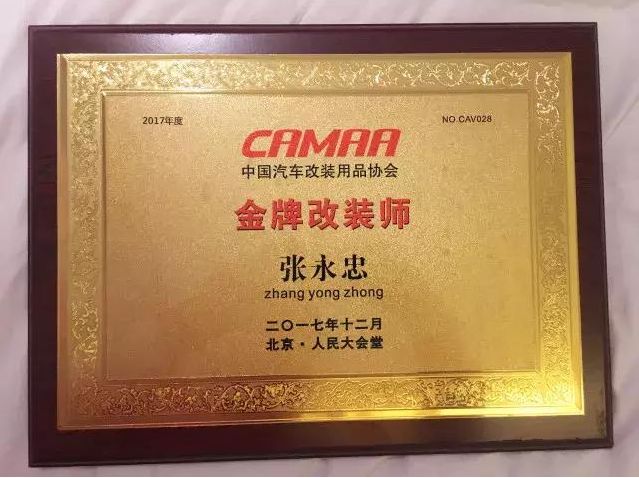 2017年度
NO.CAV028
CAMAA
中国汽车改装用品协会
金牌改装师
张永忠
zhang yong zhong
二〇一七年十二月
北京·人民大会堂